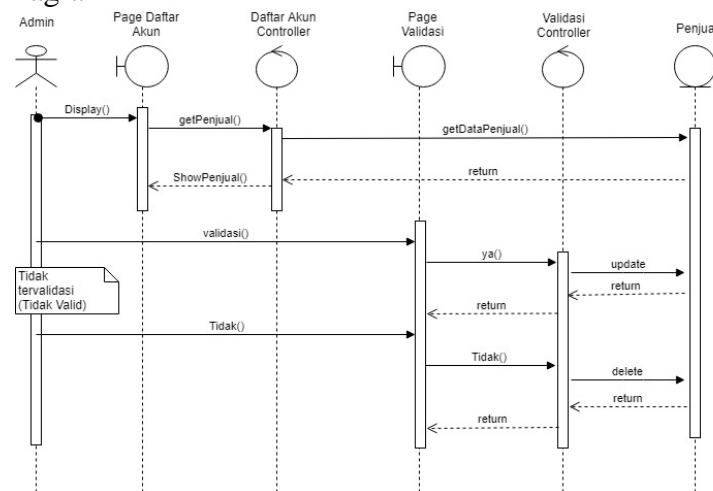 Admin
Page Daftar
Akun
Daftar Akun
Controller
Page
Validasi
Validasi
Controller
Penjual
Display()
getPenjual()
getDataPenjual()
ShowPenjual()
return
validasi()
ya()
update
return
return
Tidak
tervalidasi
(Tidak Valid)
Tidak()
Tidak()
delete
return
return